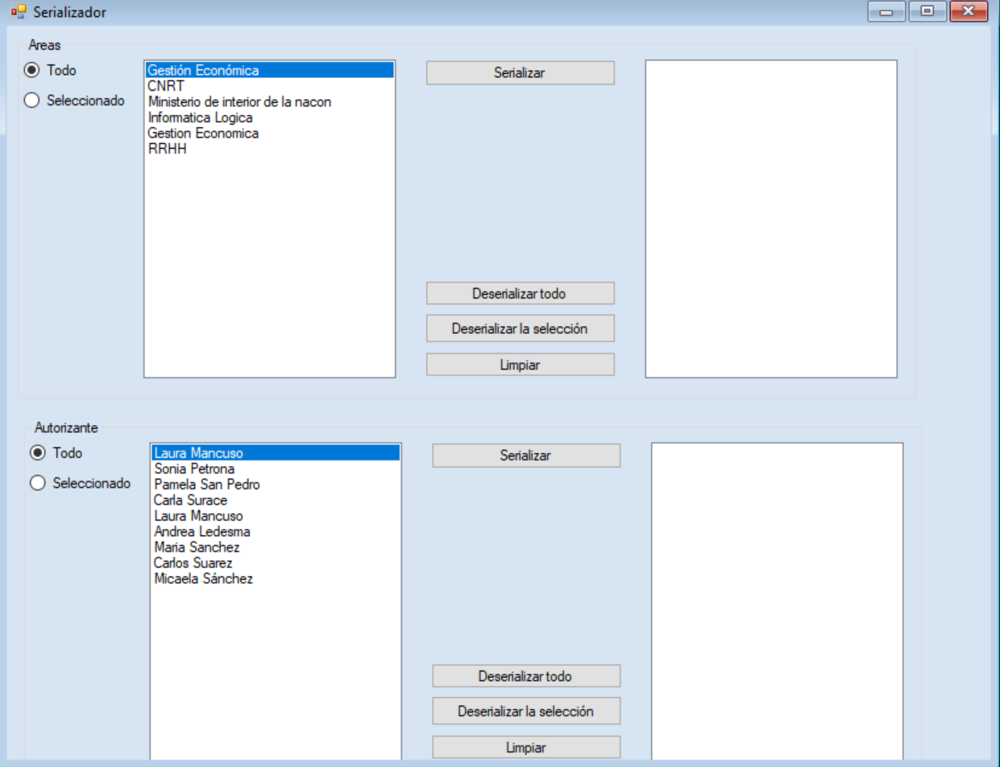 Serializador
Areas
Todo
Seleccionado
Gestión Económica
CNRT
Ministerio de interior de la nacon
Informatica Logica
Gestion Economica
RRHH
Serializar
Deserializar todo
Deserializar la selección
Limpiar
Autorizante
Todo
Seleccionado
Laura Mancuso
Sonia Petrona
Pamela San Pedro
Carla Surace
Laura Mancuso
Andrea Ledesma
Maria Sanchez
Carlos Suarez
Micaela Sánchez
Serializar
Deserializar todo
Deserializar la selección
Limpiar